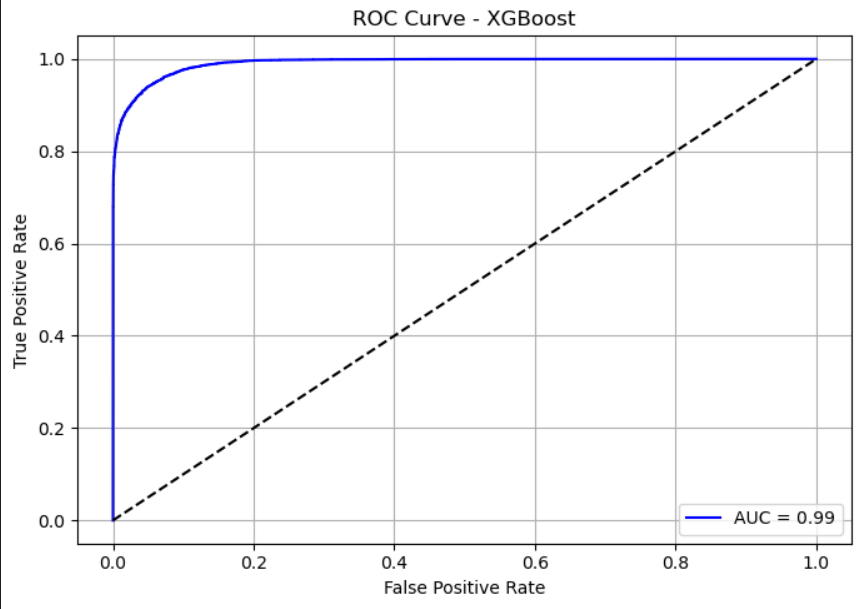 ROC Curve - XGBoost
1.0
0.8
0.6
0.4
0.2
0.0
True Positive Rate
0.0 0.2 0.4 0.6 0.8 1.0
False Positive Rate
AUC = 0.99